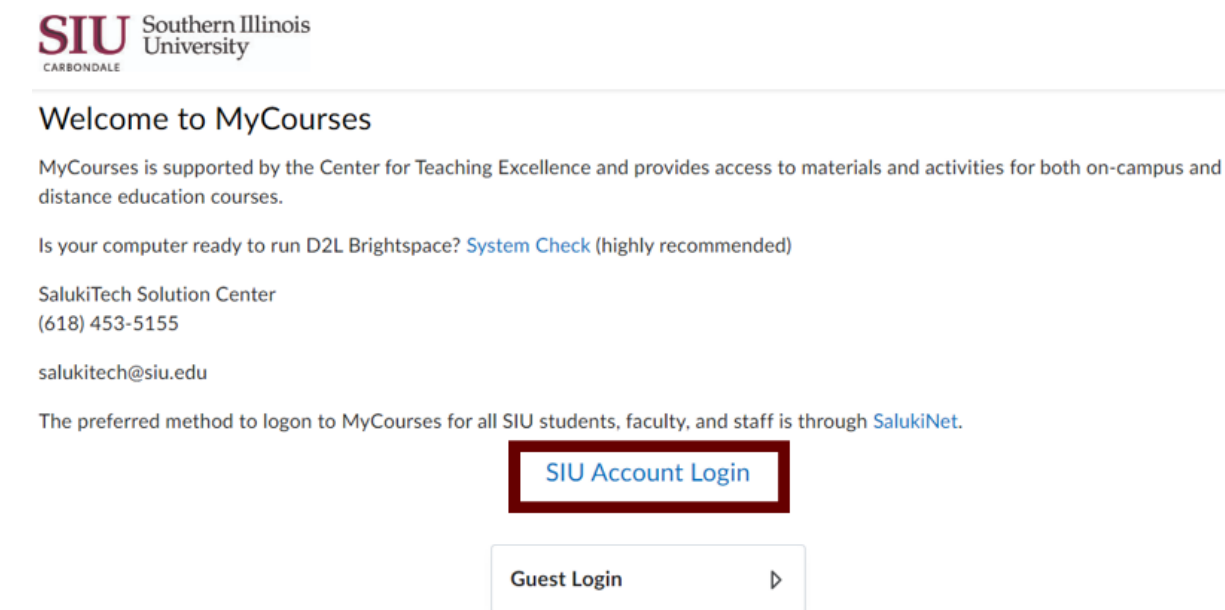 SIU Southern Illinois
University
CARBONDALE
Welcome to MyCourses
MyCourses is supported by the Center for Teaching Excellence and provides access to materials and activities for both on-campus and
distance education courses.
Is your computer ready to run D2L Brightspace? System Check (highly recommended)
SalukiTech Solution Center
(618) 453-5155
salukitech@siu.edu
The preferred method to logon to MyCourses for all SIU students, faculty, and staff is through SalukiNet.
SIU Account Login
Guest Login